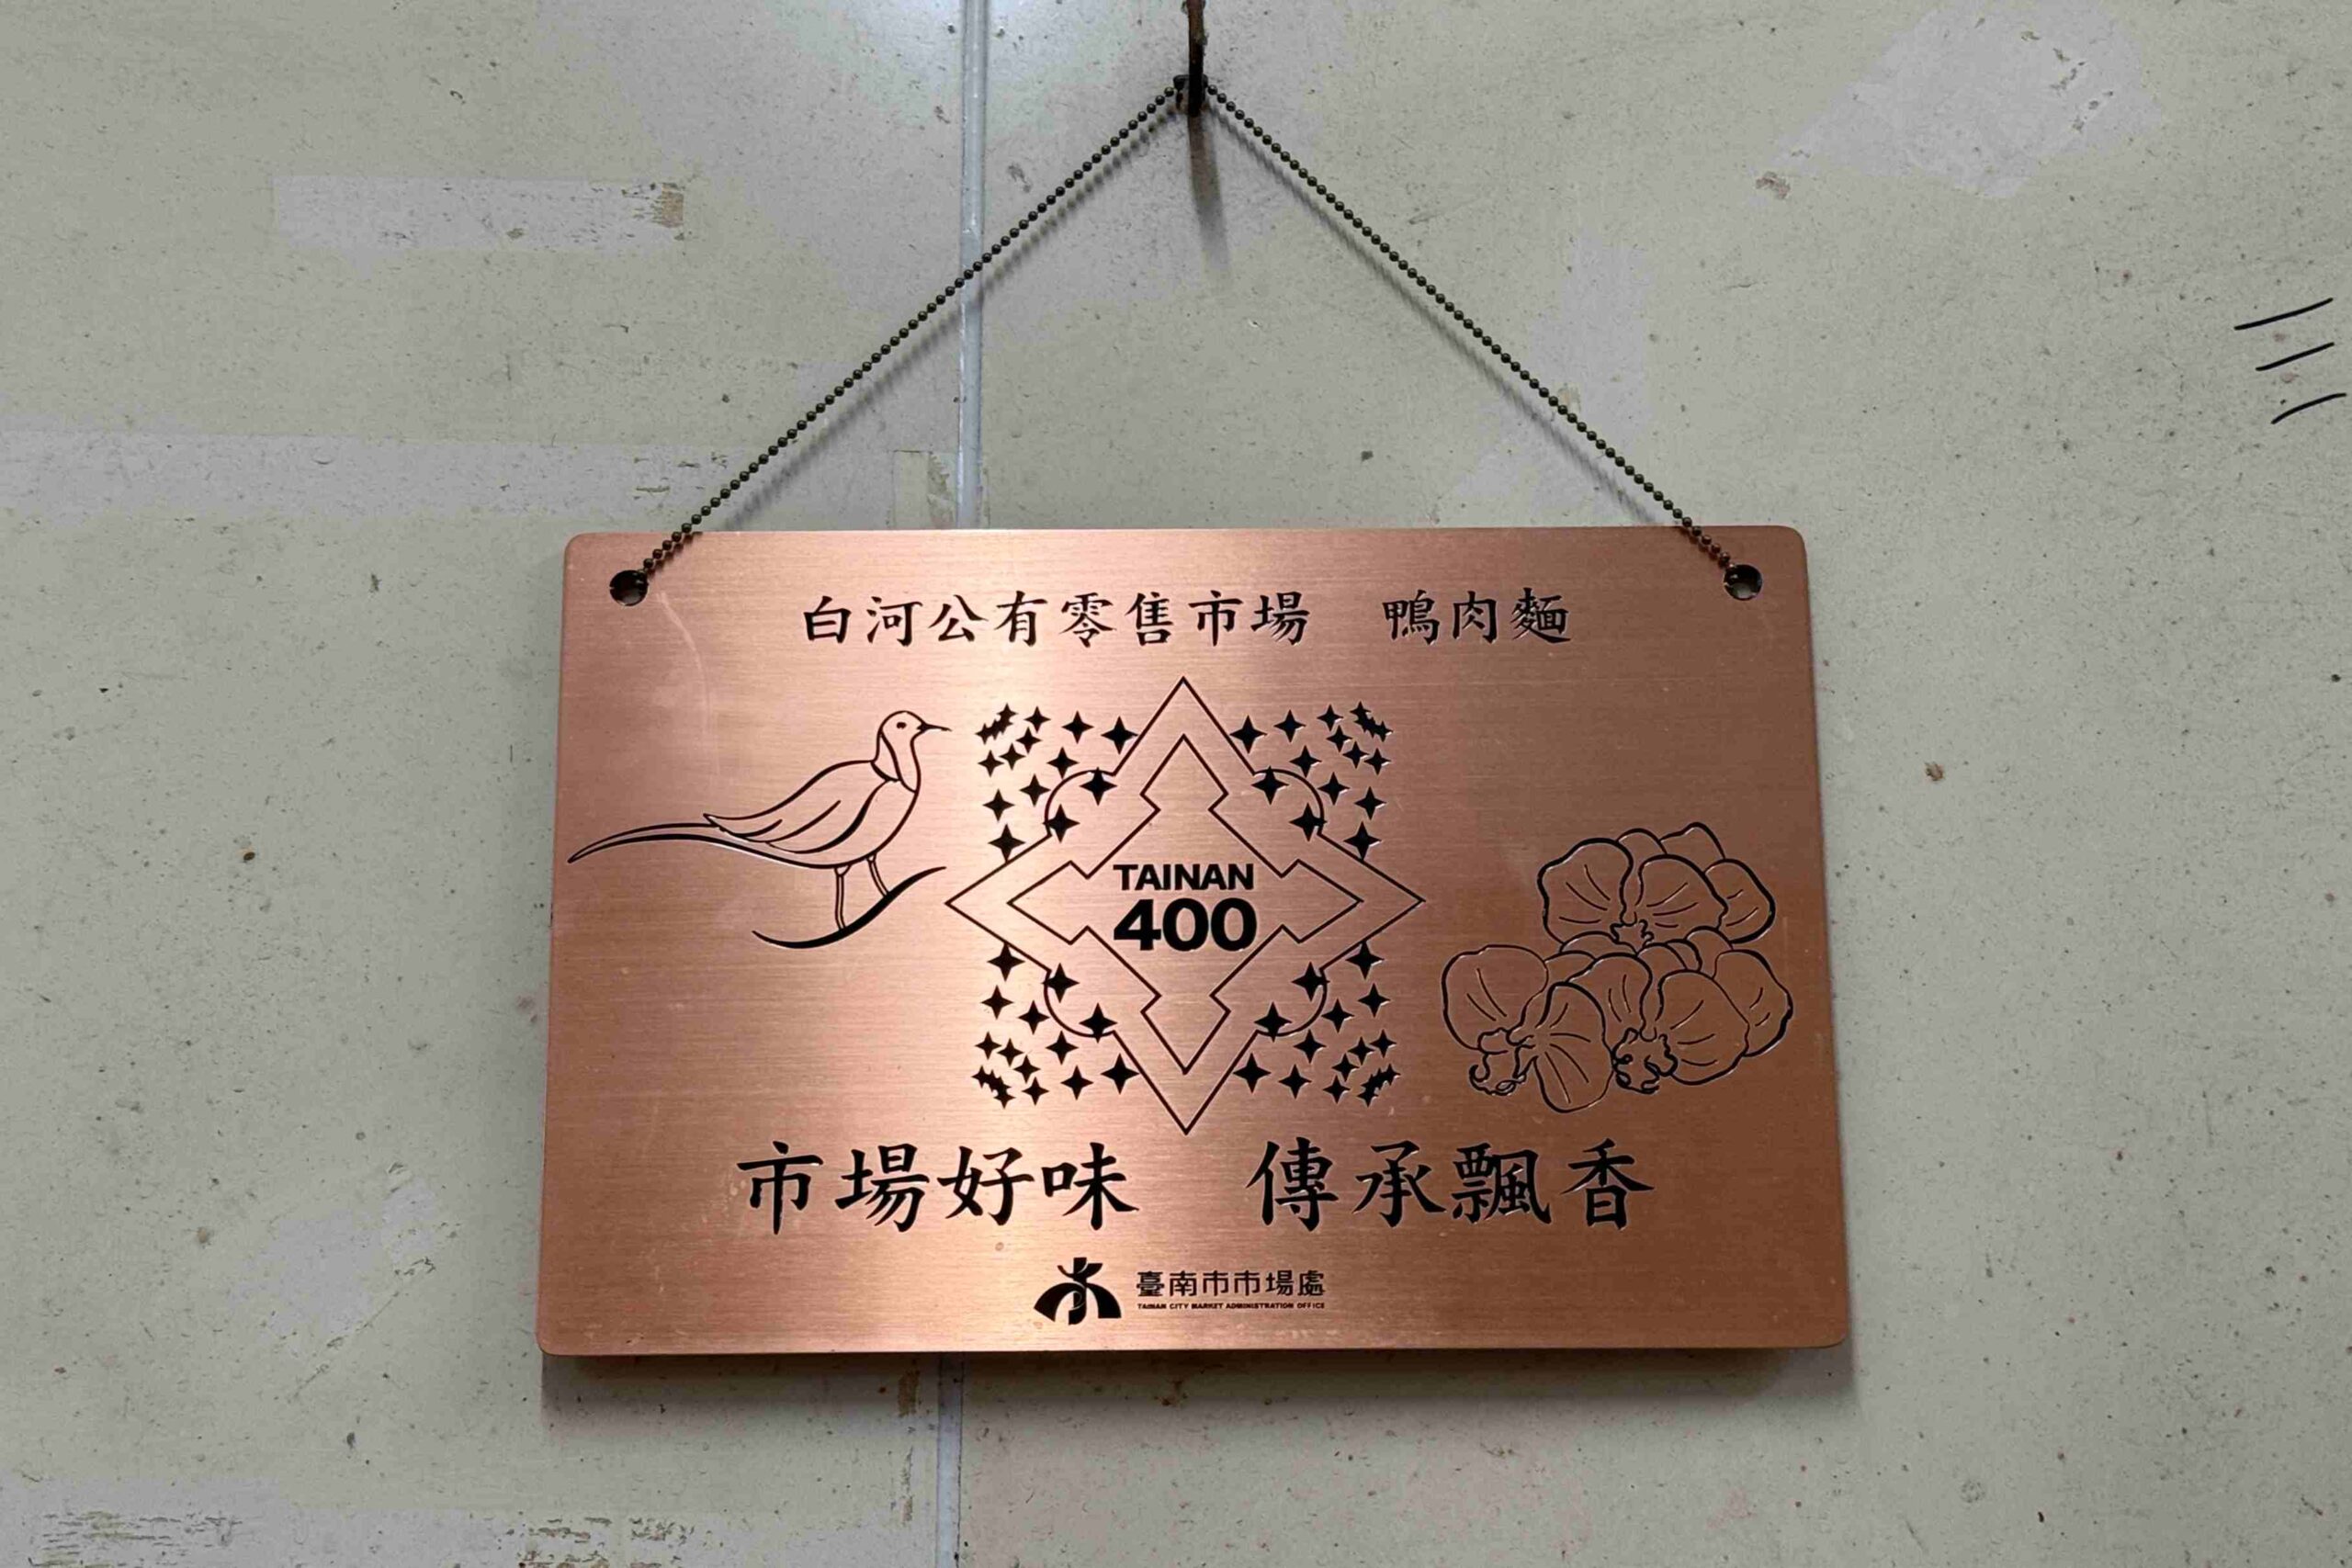 白河公有零售市場　鴨肉麵
TAINAN
400
市場好味　傳承飄香
臺南市市場處
TAINAN CITY MARKET ADMINISTRATION OFFICE